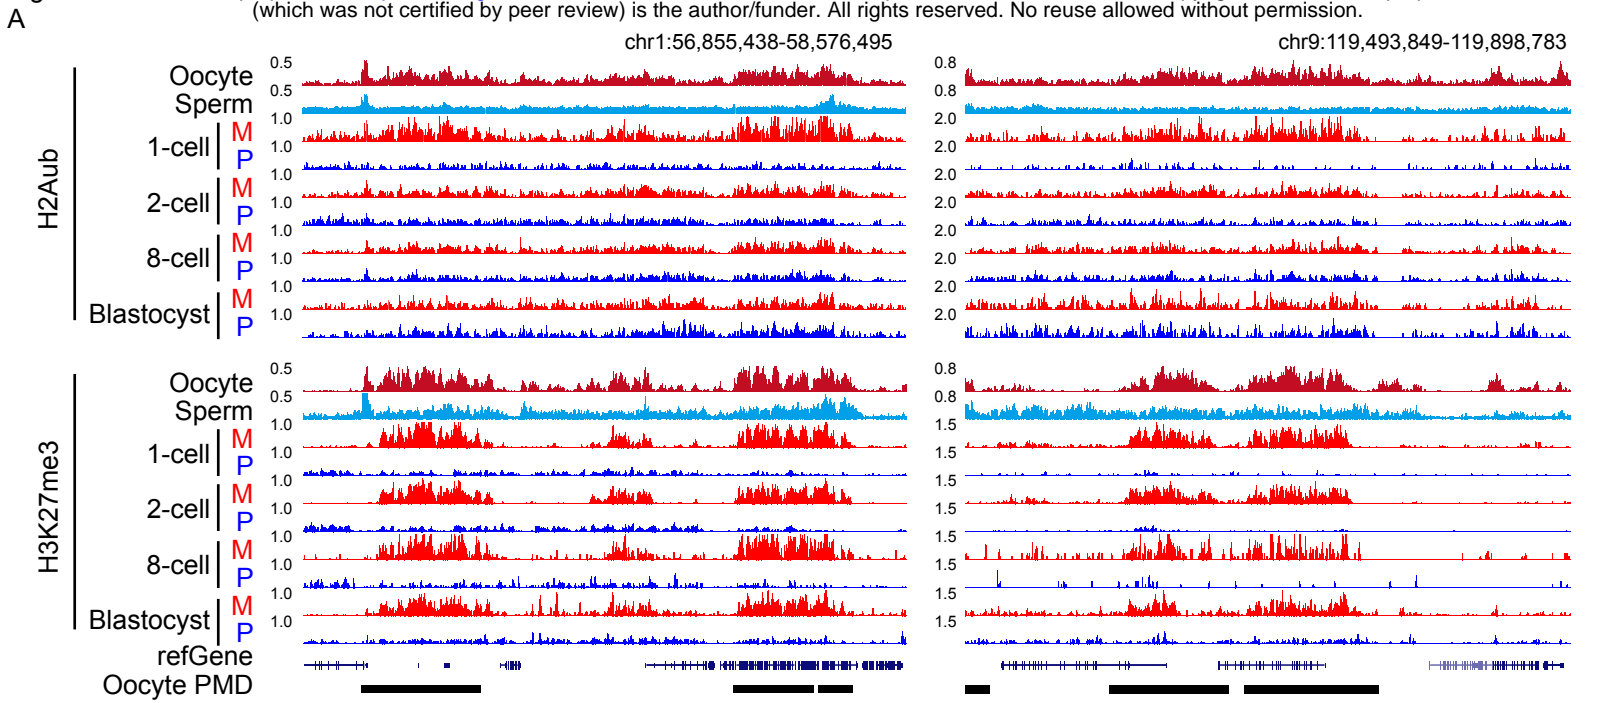 (which was not certified by peer review) is the author/funder. All rights reserved. No reuse allowed without permission.
A
chr1:56,855,438-58,576,495 chr9:119,493,849-119,898,783
H2Aub
Oocyte 0.5 0.8
Sperm 0.5 0.8
1-cell M 1.0 2.0
P 1.0 2.0
2-cell M 1.0 2.0
P 1.0 2.0
8-cell M 1.0 2.0
P 1.0 2.0
Blastocyst M 1.0 2.0
P 1.0 2.0
H3K27me3
Oocyte 0.5 0.8
Sperm 0.5 0.8
1-cell M 1.0 1.5
P 1.0 1.5
2-cell M 1.0 1.5
P 1.0 1.5
8-cell M 1.0 1.5
P 1.0 1.5
Blastocyst M 1.0 1.5
P 1.0 1.5
refGene
Oocyte PMD